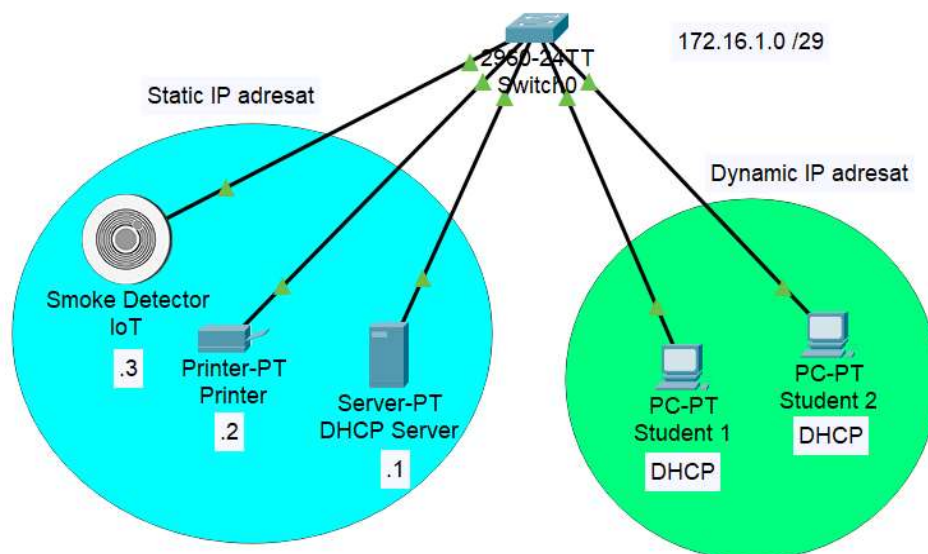 2960-24TT
Switch0
172.16.1.0 /29
Static IP adresat
Dynamic IP adresat
Smoke Detector
IoT
.3
Printer-PT
Printer
.2
Server-PT
DHCP Server
.1
PC-PT
Student 1
DHCP
PC-PT
Student 2
DHCP